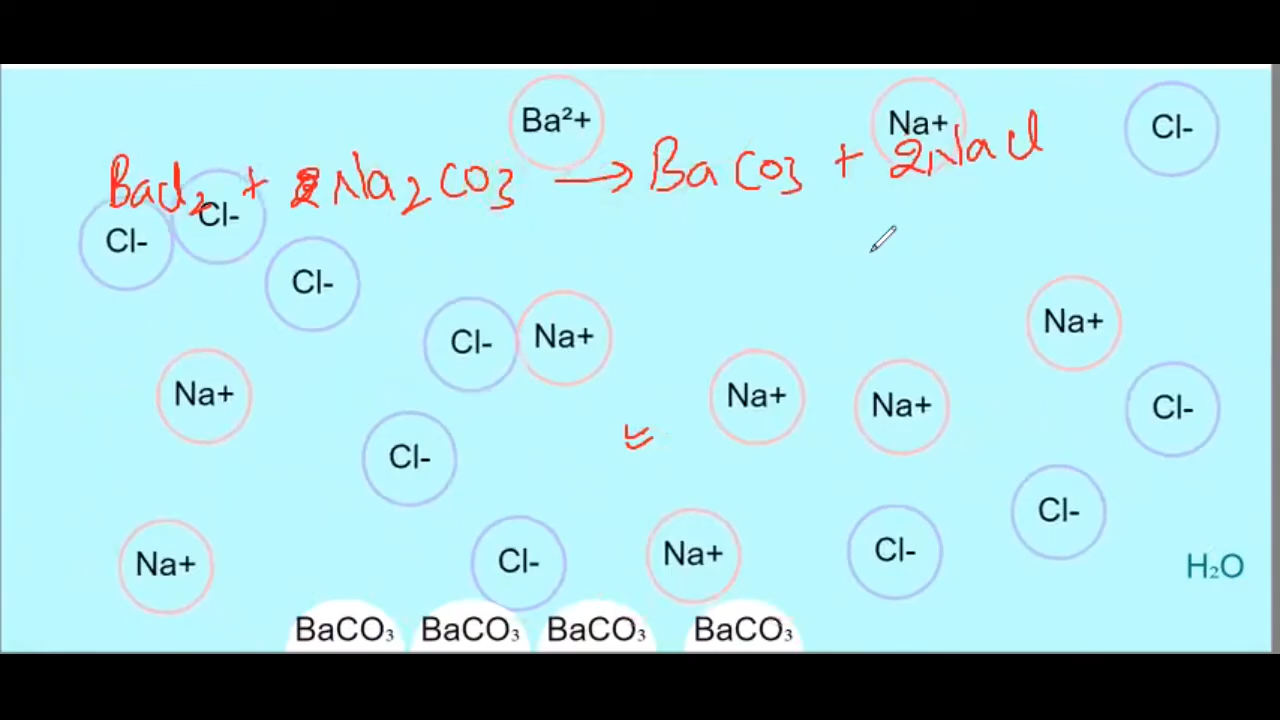 Ba²+ Na+ Cl-
BaCl2 + Na2CO3 → BaCO3 + 2NaCl
Cl- Cl-
Cl-
Cl- Na+ Na+
Na+ Na+ Na+ Cl-
Cl-
Cl-
Na+ Cl- Na+ Cl- H₂O
BaCO₃ BaCO₃ BaCO₃ BaCO₃